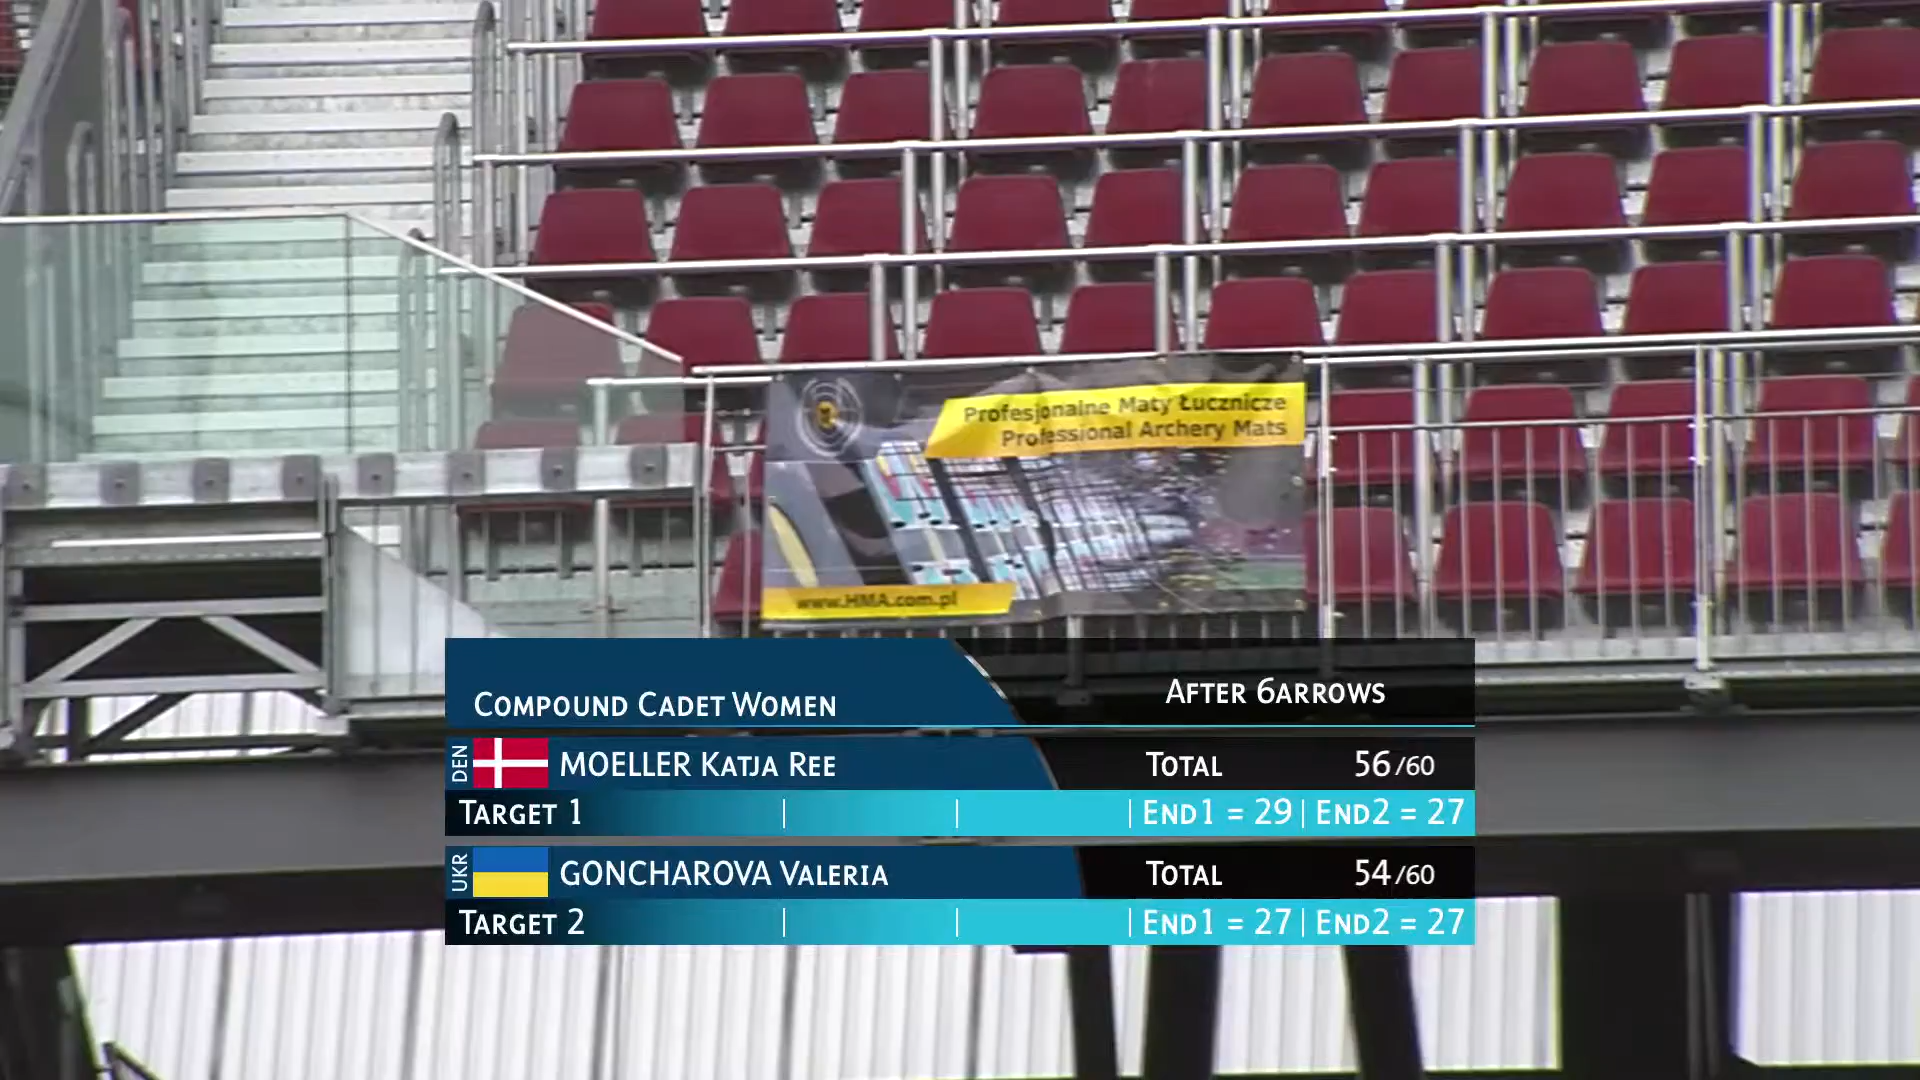 Profesjonalne Maty Łucznicze
Professional Archery Mats
www.HMA.com.pl
Compound Cadet Women
After 6arrows
DEN
MOELLER Katja Ree
Total
56/60
Target 1
End1 = 29 | End2 = 27
UKR
GONCHAROVA Valeria
Total
54/60
Target 2
End1 = 27 | End2 = 27